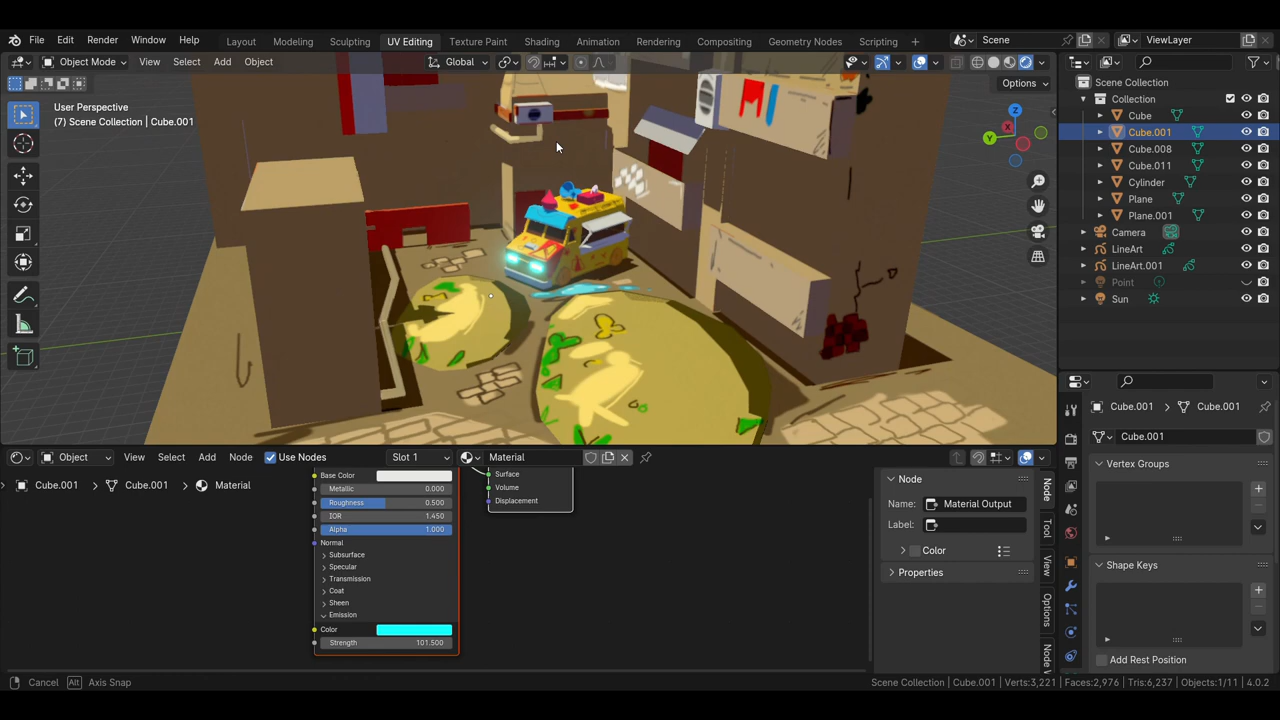 File Edit Render Window Help Layout Modeling Sculpting UV Editing Texture Paint Shading Animation Rendering Compositing Geometry Nodes Scripting + Scene ViewLayer
Object Mode View Select Add Object Global
Options
User Perspective
(7) Scene Collection | Cube.001
Z
X
Y
Scene Collection
Collection
Cube
Cube.001
Cube.008
Cube.011
Cylinder
Plane
Plane.001
Camera
LineArt
LineArt.001
Point
Sun
Object View Select Add Node Use Nodes Slot 1 Material
Cube.001 > Cube.001 > Material
Base Color
Metallic 0.000
Roughness 0.500
IOR 1.450
Alpha 1.000
Normal
Subsurface
Specular
Transmission
Coat
Sheen
Emission
Color
Strength 101.500
Surface
Volume
Displacement
Node
Name: Material Output
Label:
Color
Properties
Node
Tool
View
Options
Node V
Cube.001 > Cube.001
Cube.001
Vertex Groups
Shape Keys
Add Rest Position
Cancel Alt Axis Snap
Scene Collection | Cube.001 | Verts:3,221 | Faces:2,976 | Tris:6,237 | Objects:1/11 | 4.0.2